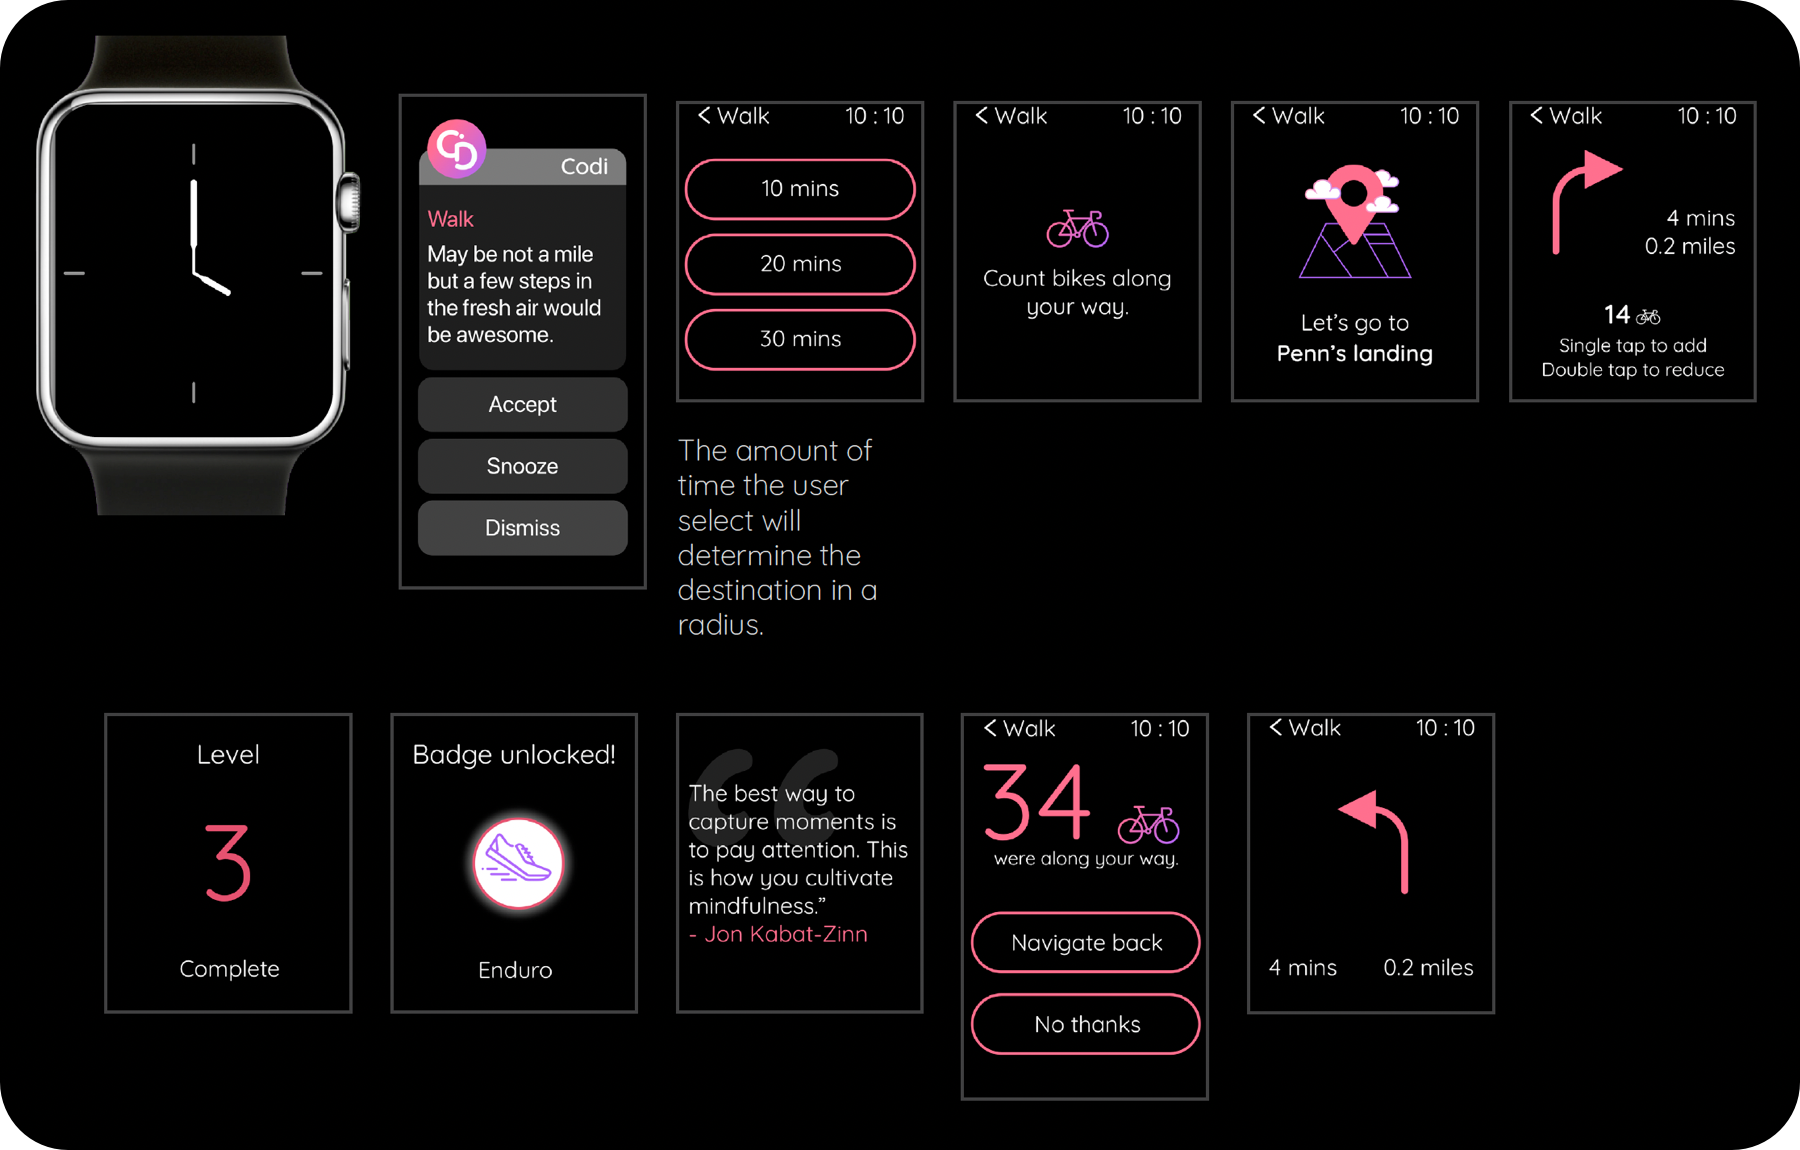 CD
Codi
Walk
May be not a mile
but a few steps in
the fresh air would
be awesome.
Accept
Snooze
Dismiss
< Walk 10 : 10
10 mins
20 mins
30 mins
The amount of
time the user
select will
determine the
destination in a
radius.
< Walk 10 : 10
Count bikes along
your way.
< Walk 10 : 10
Let's go to
Penn's landing
< Walk 10 : 10
4 mins
0.2 miles
14
Single tap to add
Double tap to reduce
Level
3
Complete
Badge unlocked!
Enduro
“
The best way to
capture moments is
to pay attention. This
is how you cultivate
mindfulness.”
- Jon Kabat-Zinn
< Walk 10 : 10
34
were along your way.
Navigate back
No thanks
< Walk 10 : 10
4 mins 0.2 miles